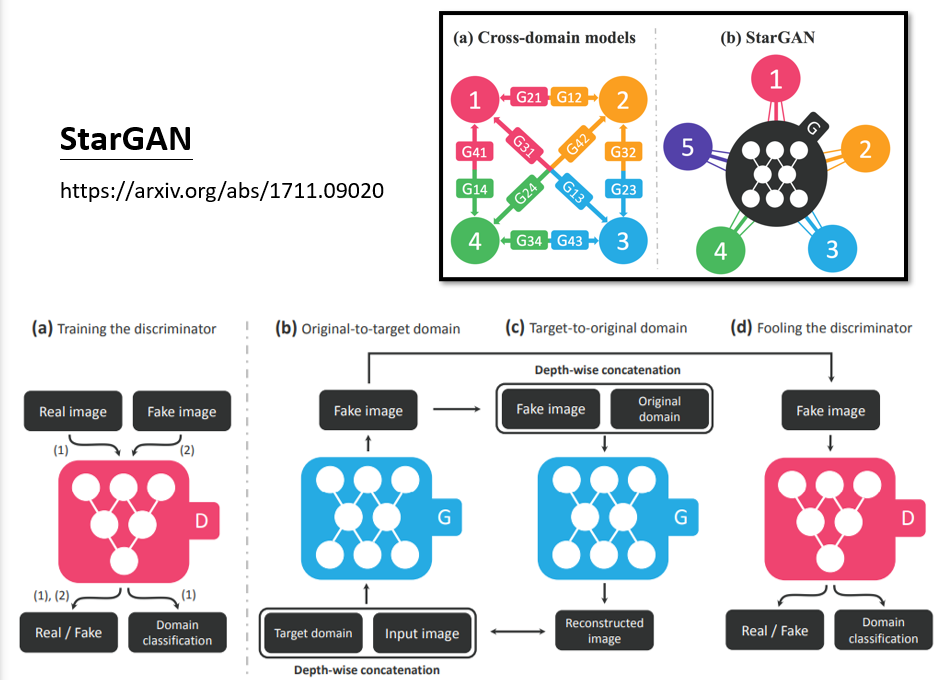 StarGAN
https://arxiv.org/abs/1711.09020
(a) Cross-domain models
(b) StarGAN
1
G21
G12
2
G41
G31
G42
G32
G14
G24
G13
G23
4
G34
G43
3
1
G
5
2
4
3
(a) Training the discriminator
(b) Original-to-target domain
(c) Target-to-original domain
(d) Fooling the discriminator
Real image
Fake image
(1)
(2)
D
(1), (2)
(1)
Real / Fake
Domain
classification
Fake image
G
Target domain
Input image
Depth-wise concatenation
Depth-wise concatenation
Fake image
Original
domain
G
Reconstructed
image
Fake image
D
Real / Fake
Domain
classification